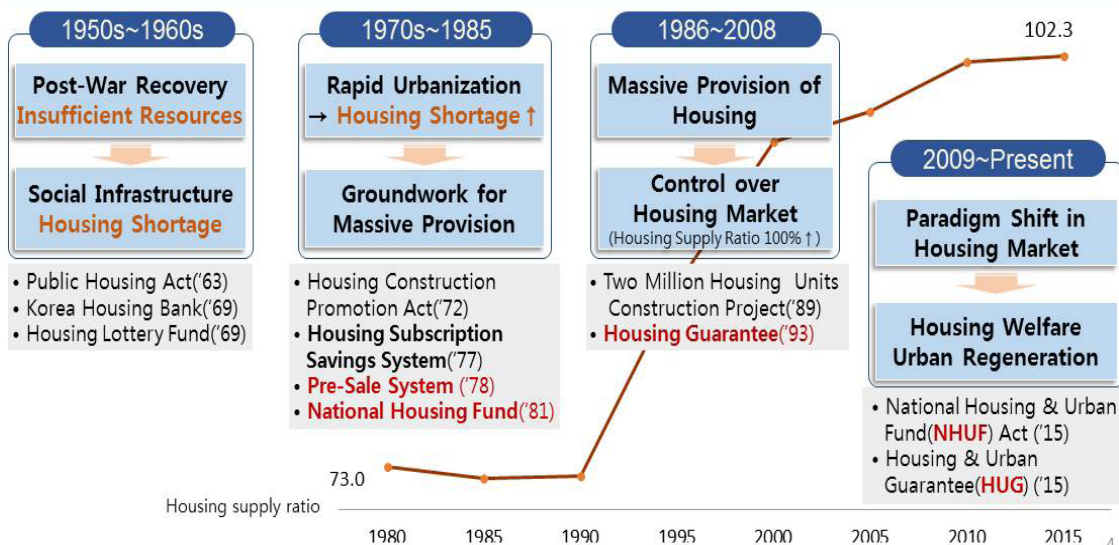 1950s~1960s
Post-War Recovery
Insufficient Resources
Social Infrastructure
Housing Shortage
• Public Housing Act('63)
• Korea Housing Bank('69)
• Housing Lottery Fund('69)
1970s~1985
Rapid Urbanization
→ Housing Shortage ↑
Groundwork for
Massive Provision
• Housing Construction
Promotion Act('72)
• Housing Subscription
Savings System('77)
• Pre-Sale System ('78)
• National Housing Fund('81)
1986~2008
Massive Provision of
Housing
Control over
Housing Market
(Housing Supply Ratio 100% ↑)
• Two Million Housing Units
Construction Project('89)
• Housing Guarantee('93)
102.3
2009~Present
Paradigm Shift in
Housing Market
Housing Welfare
Urban Regeneration
• National Housing & Urban
Fund(NHUF) Act ('15)
• Housing & Urban
Guarantee(HUG) ('15)
73.0
Housing supply ratio
1980 1985 1990 1995 2000 2005 2010 2015
4